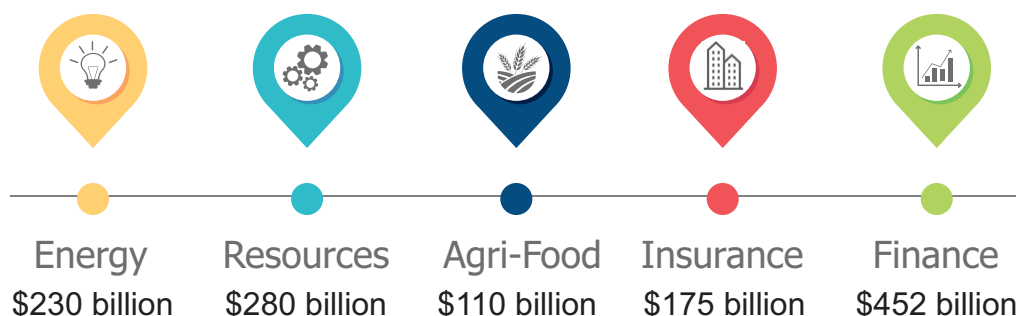 Energy Resources Agri-Food Insurance Finance
$230 billion $280 billion $110 billion $175 billion $452 billion